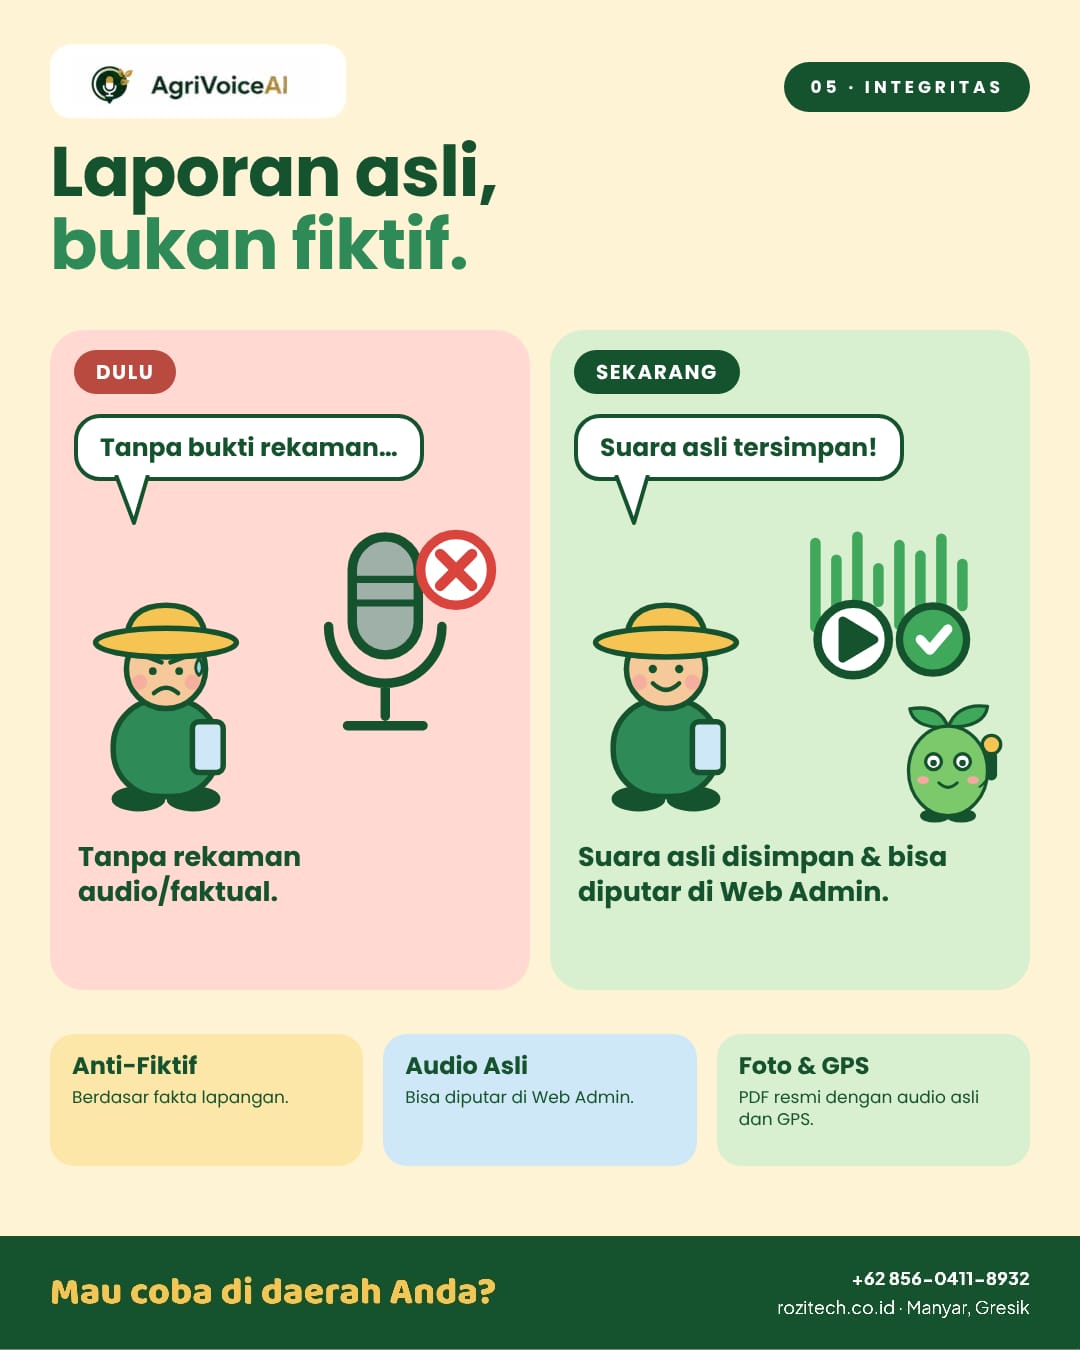 AgriVoiceAI
05 · INTEGRITAS
Laporan asli,
bukan fiktif.
DULU
Tanpa bukti rekaman...
Tanpa rekaman
audio/faktual.
SEKARANG
Suara asli tersimpan!
Suara asli disimpan & bisa
diputar di Web Admin.
Anti-Fiktif
Berdasar fakta lapangan.
Audio Asli
Bisa diputar di Web Admin.
Foto & GPS
PDF resmi dengan audio asli
dan GPS.
Mau coba di daerah Anda?
+62 856-0411-8932
rozitech.co.id · Manyar, Gresik